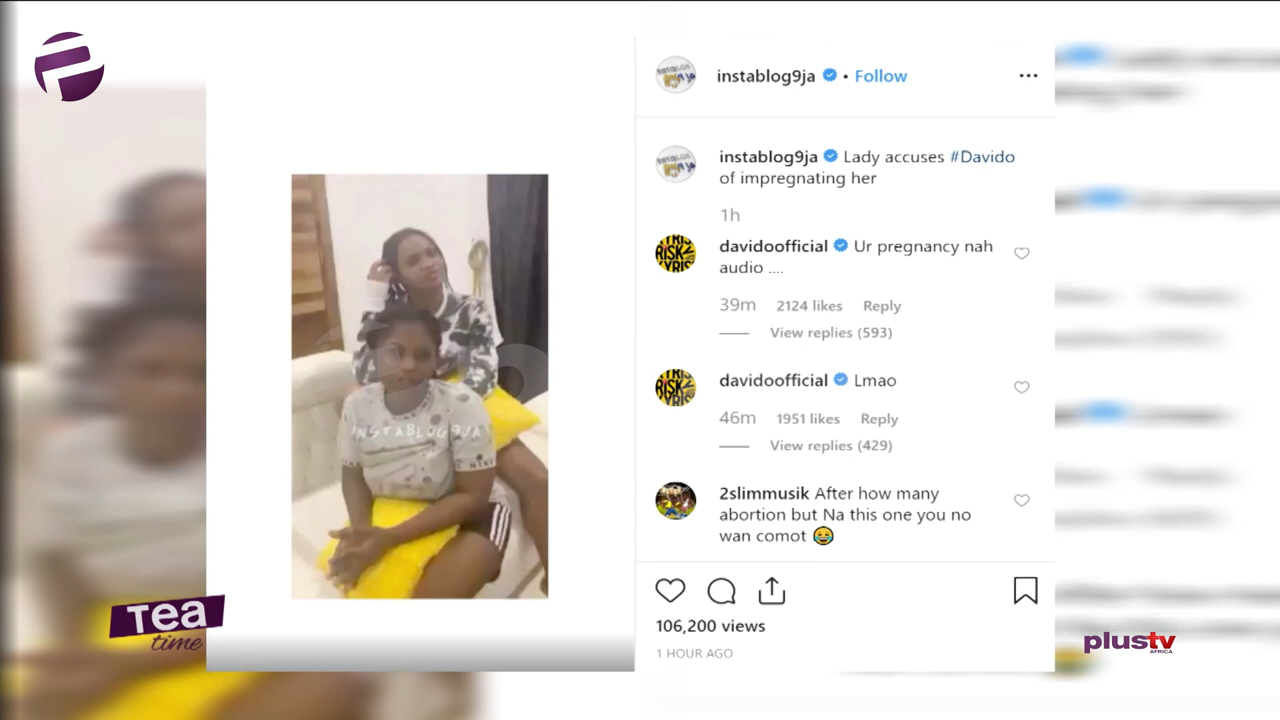 instablog9ja • Follow
instablog9ja Lady accuses #Davido
of impregnating her
1h
davidoofficial Ur pregnancy nah
audio ....
39m 2124 likes Reply
View replies (593)
davidoofficial Lmao
46m 1951 likes Reply
View replies (429)
2slimmusik After how many
abortion but Na this one you no
wan comot 😂
106,200 views
1 HOUR AGO
INSTABLOG9JA
Tea
time
plustv
AFRICA